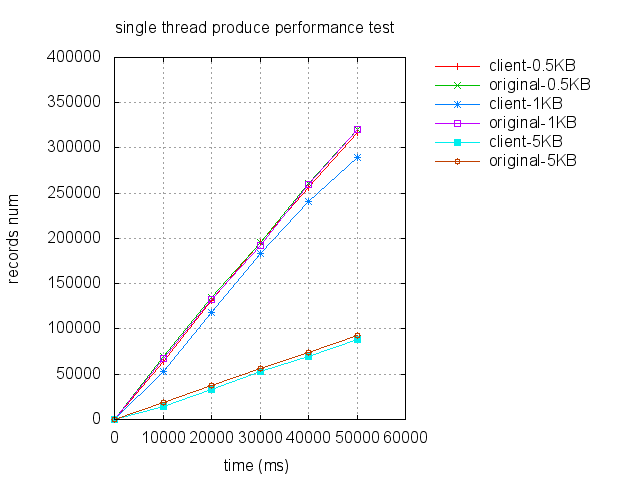 single thread produce performance test
400000
350000
300000
250000
200000
150000
100000
50000
0
0 10000 20000 30000 40000 50000 60000
records num
time (ms)
client-0.5KB
original-0.5KB
client-1KB
original-1KB
client-5KB
original-5KB